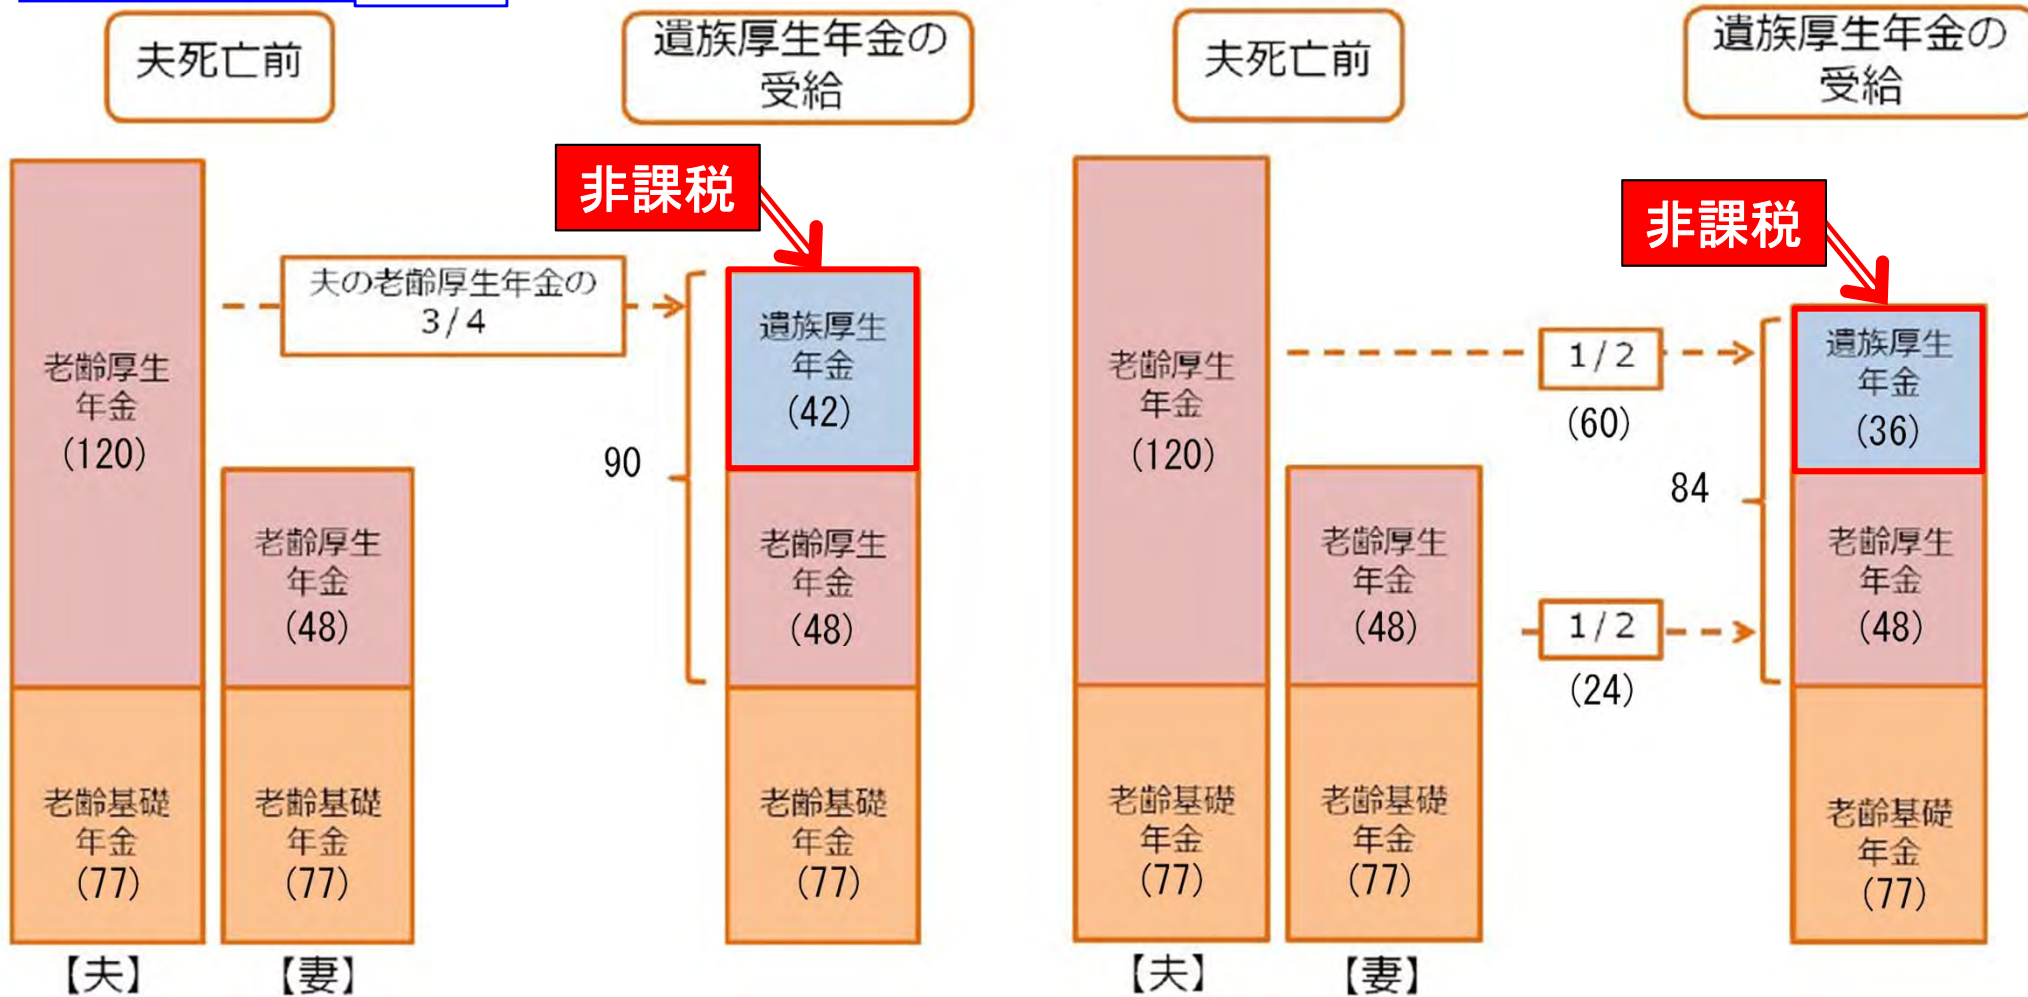 夫死亡前
遺族厚生年金の
受給
非課税
夫の老齢厚生年金の
3/4
老齢厚生
年金
(120)
老齢基礎
年金
(77)
【夫】
老齢厚生
年金
(48)
老齢基礎
年金
(77)
【妻】
90
遺族厚生
年金
(42)
老齢厚生
年金
(48)
老齢基礎
年金
(77)
夫死亡前
遺族厚生年金の
受給
非課税
老齢厚生
年金
(120)
老齢基礎
年金
(77)
【夫】
老齢厚生
年金
(48)
老齢基礎
年金
(77)
【妻】
1/2
(60)
1/2
(24)
84
遺族厚生
年金
(36)
老齢厚生
年金
(48)
老齢基礎
年金
(77)